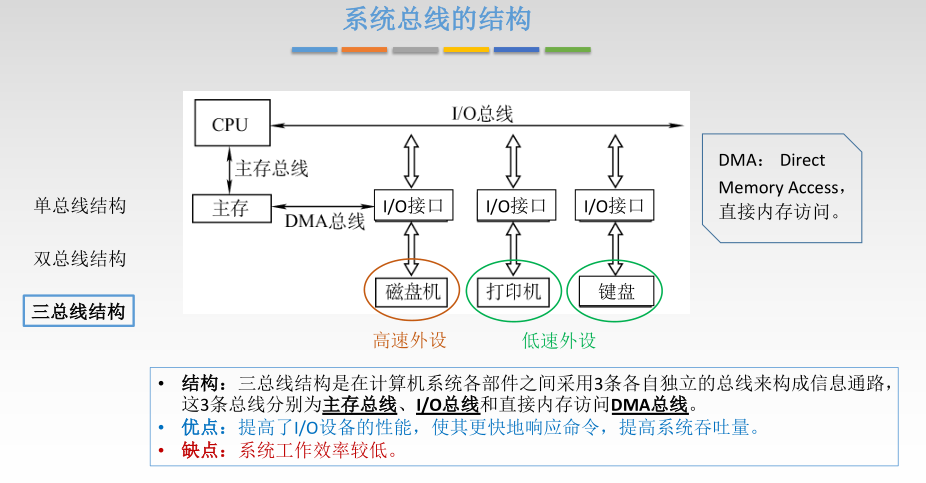 系统总线的结构
CPU
I/O总线
主存总线
主存
DMA总线
I/O接口
I/O接口
I/O接口
磁盘机
打印机
键盘
高速外设
低速外设
DMA： Direct
Memory Access，
直接内存访问。
单总线结构
双总线结构
三总线结构
• 结构：三总线结构是在计算机系统各部件之间采用3条各自独立的总线来构成信息通路，
这3条总线分别为主存总线、I/O总线和直接内存访问DMA总线。
• 优点：提高了I/O设备的性能，使其更快地响应命令，提高系统吞吐量。
• 缺点：系统工作效率较低。